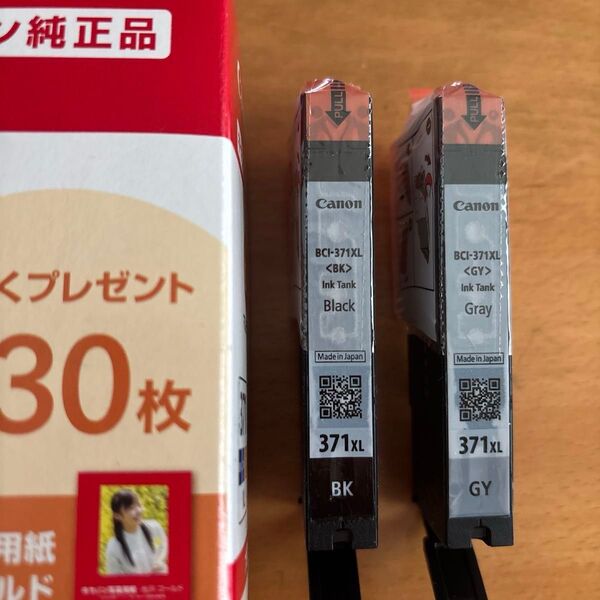 ン純正品
くプレゼント
30枚
用紙
ルド
PULL
Canon
BCI-371XL
<BK>
Ink Tank
Black
Made in Japan
371XL
BK
PULL
Canon
BCI-371XL
<GY>
Ink Tank
Gray
Made in Japan
371XL
GY